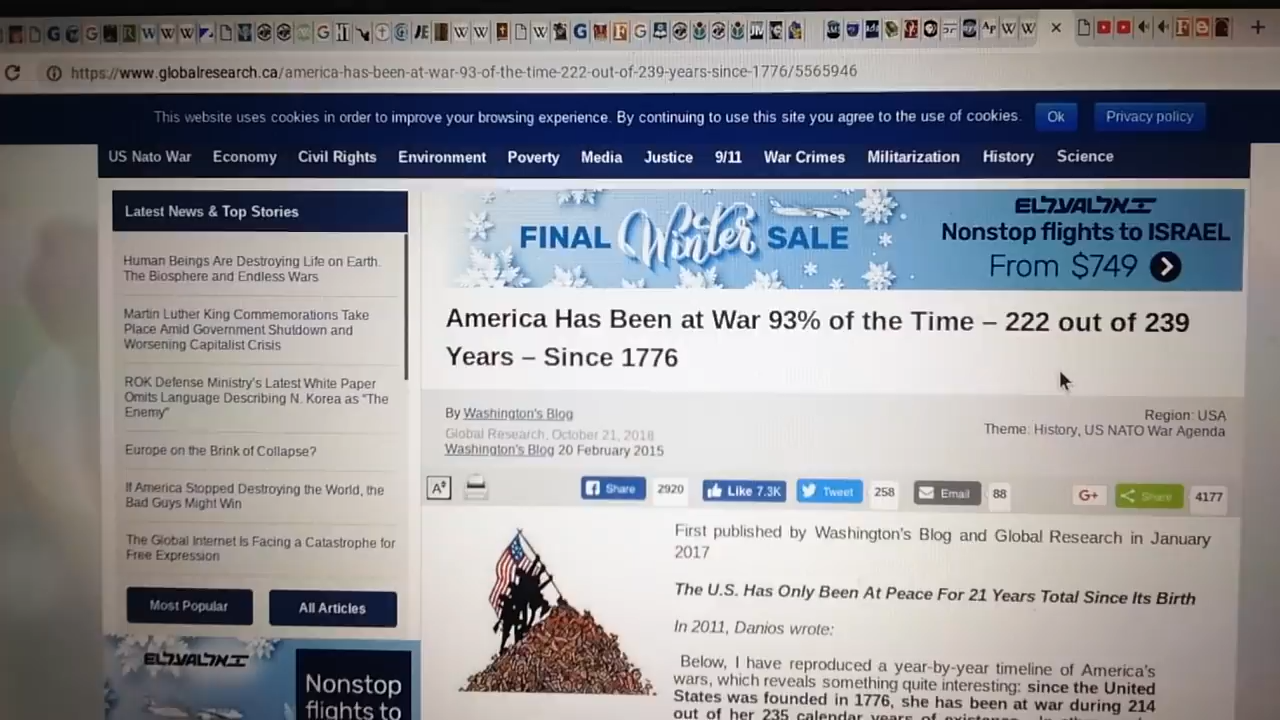 https://www.globalresearch.ca/america-has-been-at-war-93-of-the-time-222-out-of-239-years-since-1776/5565946
This website uses cookies in order to improve your browsing experience. By continuing to use this site you agree to the use of cookies. Ok Privacy policy
US Nato War Economy Civil Rights Environment Poverty Media Justice 9/11 War Crimes Militarization History Science
Latest News & Top Stories
Human Beings Are Destroying Life on Earth.
The Biosphere and Endless Wars
Martin Luther King Commemorations Take
Place Amid Government Shutdown and
Worsening Capitalist Crisis
ROK Defense Ministry's Latest White Paper
Omits Language Describing N. Korea as "The
Enemy"
Europe on the Brink of Collapse?
If America Stopped Destroying the World, the
Bad Guys Might Win
The Global Internet Is Facing a Catastrophe for
Free Expression
Most Popular All Articles
Nonstop
flights to
FINAL Winter SALE
EL AL אל על
Nonstop flights to ISRAEL
From $749
America Has Been at War 93% of the Time – 222 out of 239
Years – Since 1776
By Washington's Blog
Global Research, October 21, 2018
Washington's Blog 20 February 2015
Region: USA
Theme: History, US NATO War Agenda
Share 2920 Like 7.3K Tweet 258 Email 88 G+ Share 4177
First published by Washington's Blog and Global Research in January
2017
The U.S. Has Only Been At Peace For 21 Years Total Since Its Birth
In 2011, Danios wrote:
Below, I have reproduced a year-by-year timeline of America's
wars, which reveals something quite interesting: since the United
States was founded in 1776, she has been at war during 214
out of her 235 calendar years of existence.